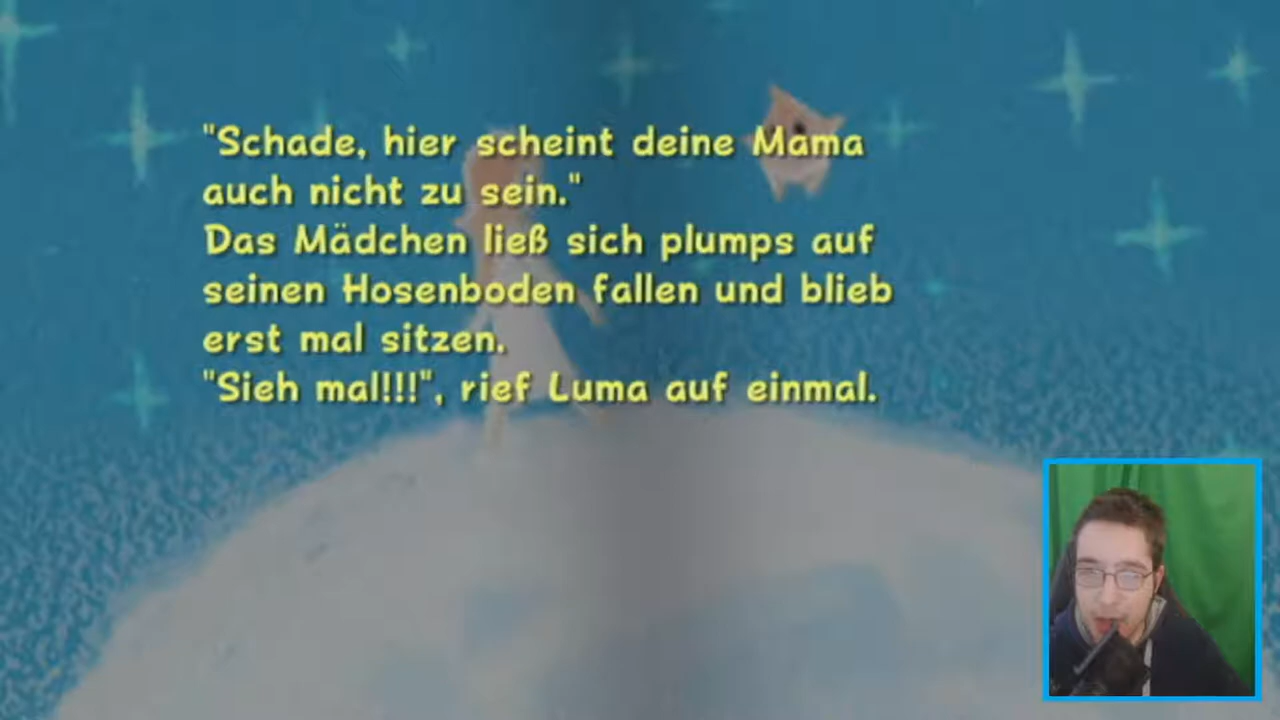 "Schade, hier scheint deine Mama
auch nicht zu sein."
Das Mädchen ließ sich plumps auf
seinen Hosenboden fallen und blieb
erst mal sitzen.
"Sieh mal!!!", rief Luma auf einmal.